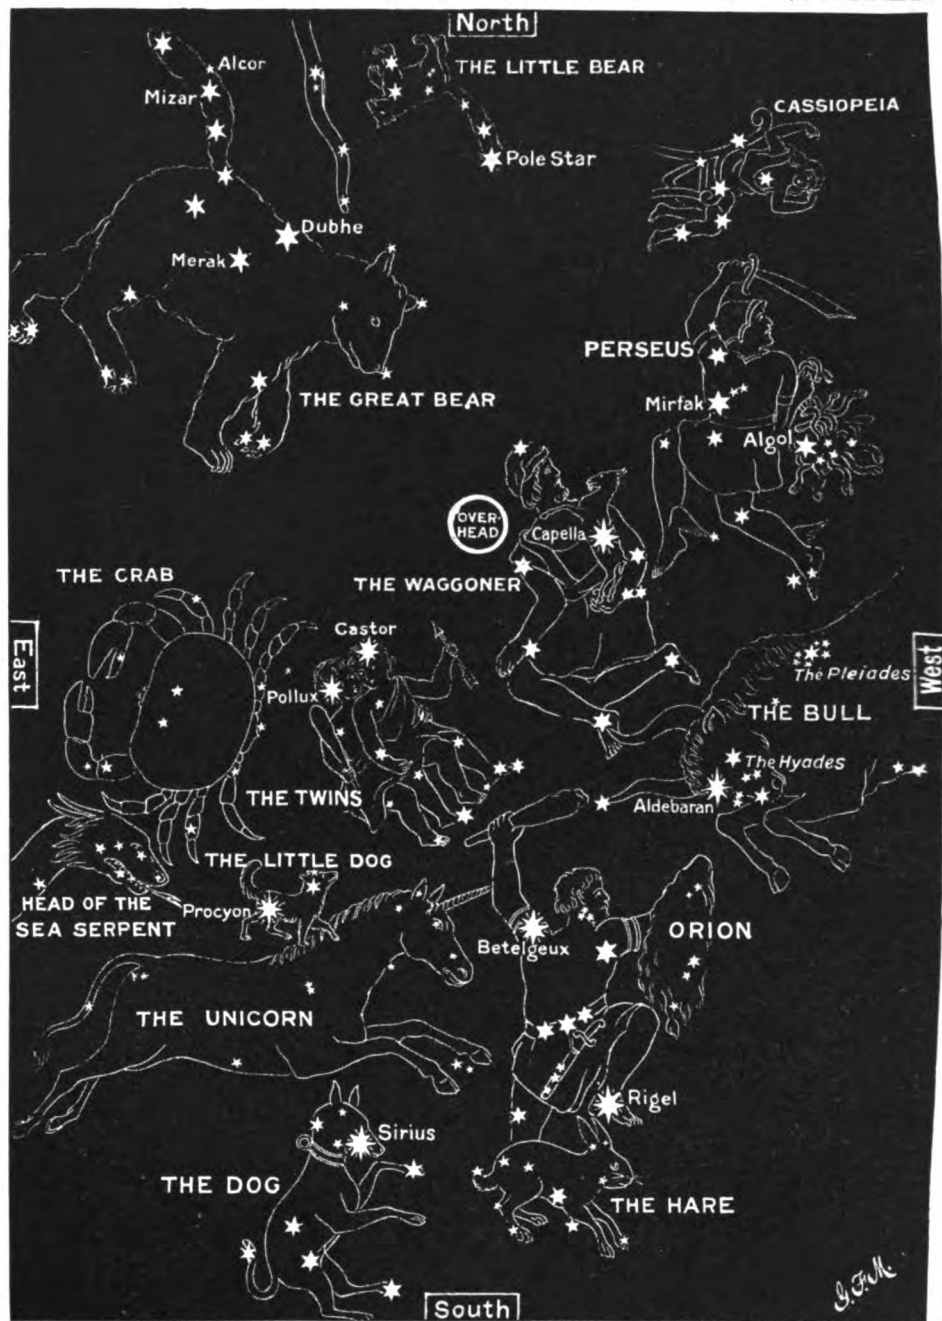 North
Alcor
THE LITTLE BEAR
Mizar
CASSIOPEIA
Pole Star
Dubhe
Merak
PERSEUS
THE GREAT BEAR
Mirfak
Algol
OVER-
HEAD
Capella
THE CRAB
THE WAGGONER
Castor
East
West
The Pleiades
Pollux
THE BULL
The Hyades
THE TWINS
Aldebaran
THE LITTLE DOG
HEAD OF THE
SEA SERPENT
Procyon
ORION
Betelgeux
THE UNICORN
Rigel
Sirius
THE DOG
THE HARE
G.F.M.
South